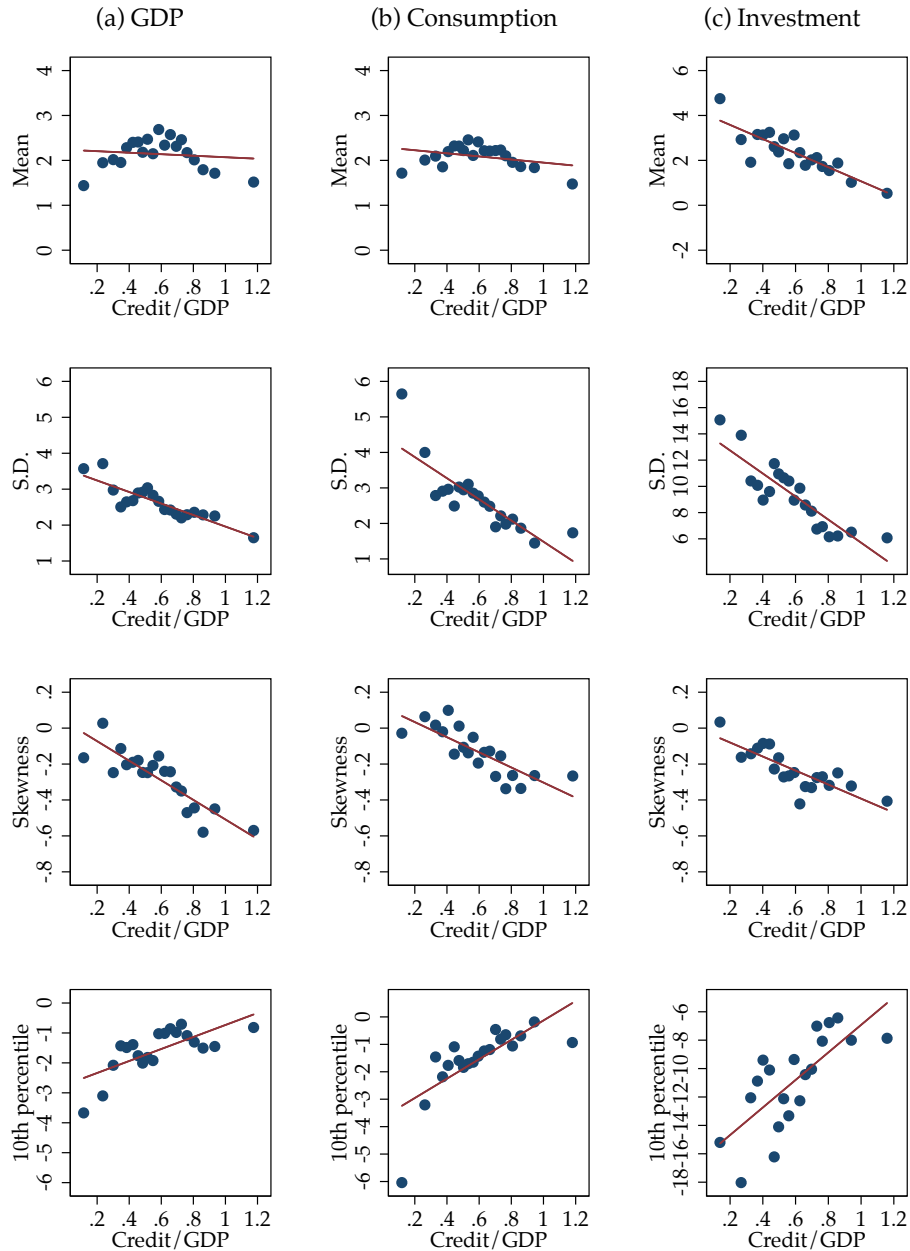 (a) GDP
(b) Consumption
(c) Investment
Mean
4
3
2
1
0
.2 .4 .6 .8 1 1.2
Credit/GDP
Mean
4
3
2
1
0
.2 .4 .6 .8 1 1.2
Credit/GDP
Mean
6
4
2
0
-2
.2 .4 .6 .8 1 1.2
Credit/GDP
S.D.
6
5
4
3
2
1
.2 .4 .6 .8 1 1.2
Credit/GDP
S.D.
6
5
4
3
2
1
.2 .4 .6 .8 1 1.2
Credit/GDP
S.D.
18
16
14
12
10
8
6
.2 .4 .6 .8 1 1.2
Credit/GDP
Skewness
.2
0
-.2
-.4
-.6
-.8
.2 .4 .6 .8 1 1.2
Credit/GDP
Skewness
.2
0
-.2
-.4
-.6
-.8
.2 .4 .6 .8 1 1.2
Credit/GDP
Skewness
.2
0
-.2
-.4
-.6
-.8
.2 .4 .6 .8 1 1.2
Credit/GDP
10th percentile
0
-1
-2
-3
-4
-5
-6
.2 .4 .6 .8 1 1.2
Credit/GDP
10th percentile
0
-1
-2
-3
-4
-5
-6
.2 .4 .6 .8 1 1.2
Credit/GDP
10th percentile
-6
-8
-10
-12
-14
-16
-18
.2 .4 .6 .8 1 1.2
Credit/GDP